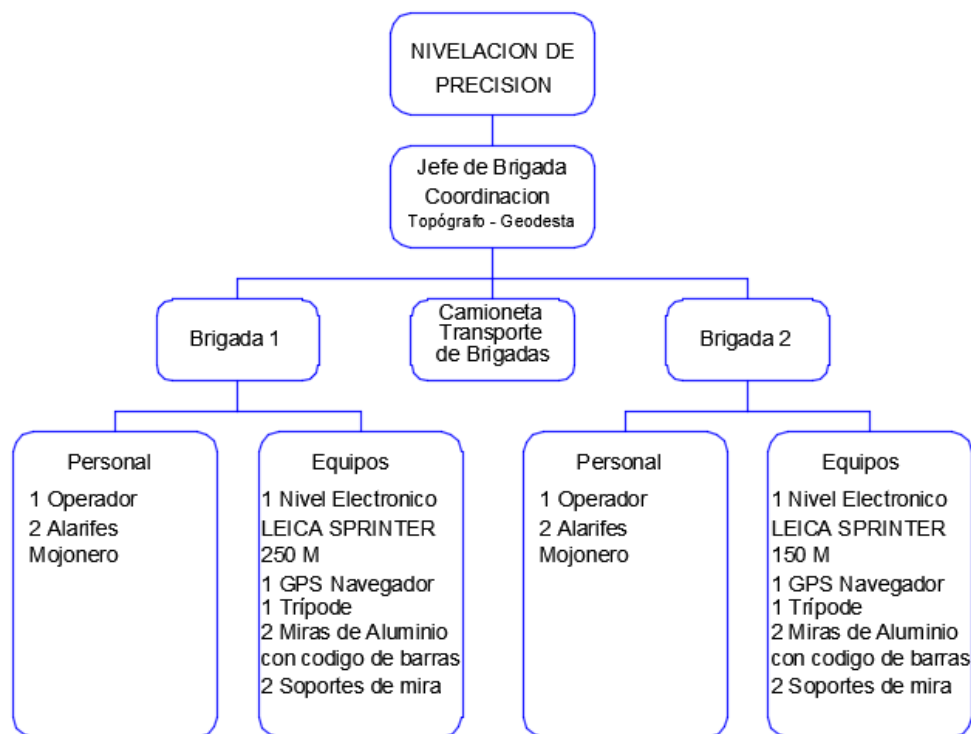 NIVELACION DE
PRECISION
Jefe de Brigada
Coordinacion
Topógrafo - Geodesta
Brigada 1
Camioneta
Transporte
de Brigadas
Brigada 2
Personal
1 Operador
2 Alarifes
Mojonero
Equipos
1 Nivel Electronico
LEICA SPRINTER
250 M
1 GPS Navegador
1 Trípode
2 Miras de Aluminio
con codigo de barras
2 Soportes de mira
Personal
1 Operador
2 Alarifes
Mojonero
Equipos
1 Nivel Electronico
LEICA SPRINTER
150 M
1 GPS Navegador
1 Trípode
2 Miras de Aluminio
con codigo de barras
2 Soportes de mira